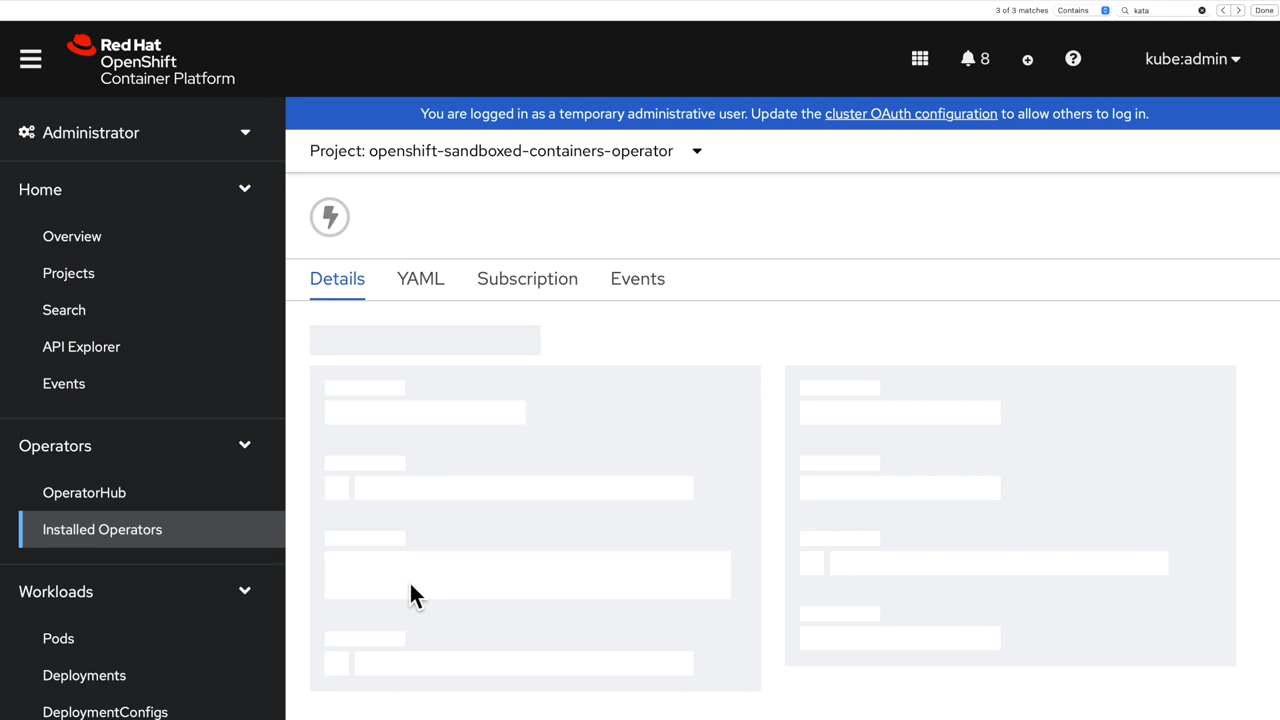 3 of 3 matches Contains kata Done
Red Hat
OpenShift
Container Platform
8
kube:admin
Administrator
You are logged in as a temporary administrative user. Update the cluster OAuth configuration to allow others to log in.
Project: openshift-sandboxed-containers-operator
Home
Overview
Projects
Search
API Explorer
Events
Details YAML Subscription Events
Operators
OperatorHub
Installed Operators
Workloads
Pods
Deployments
DeploymentConfigs